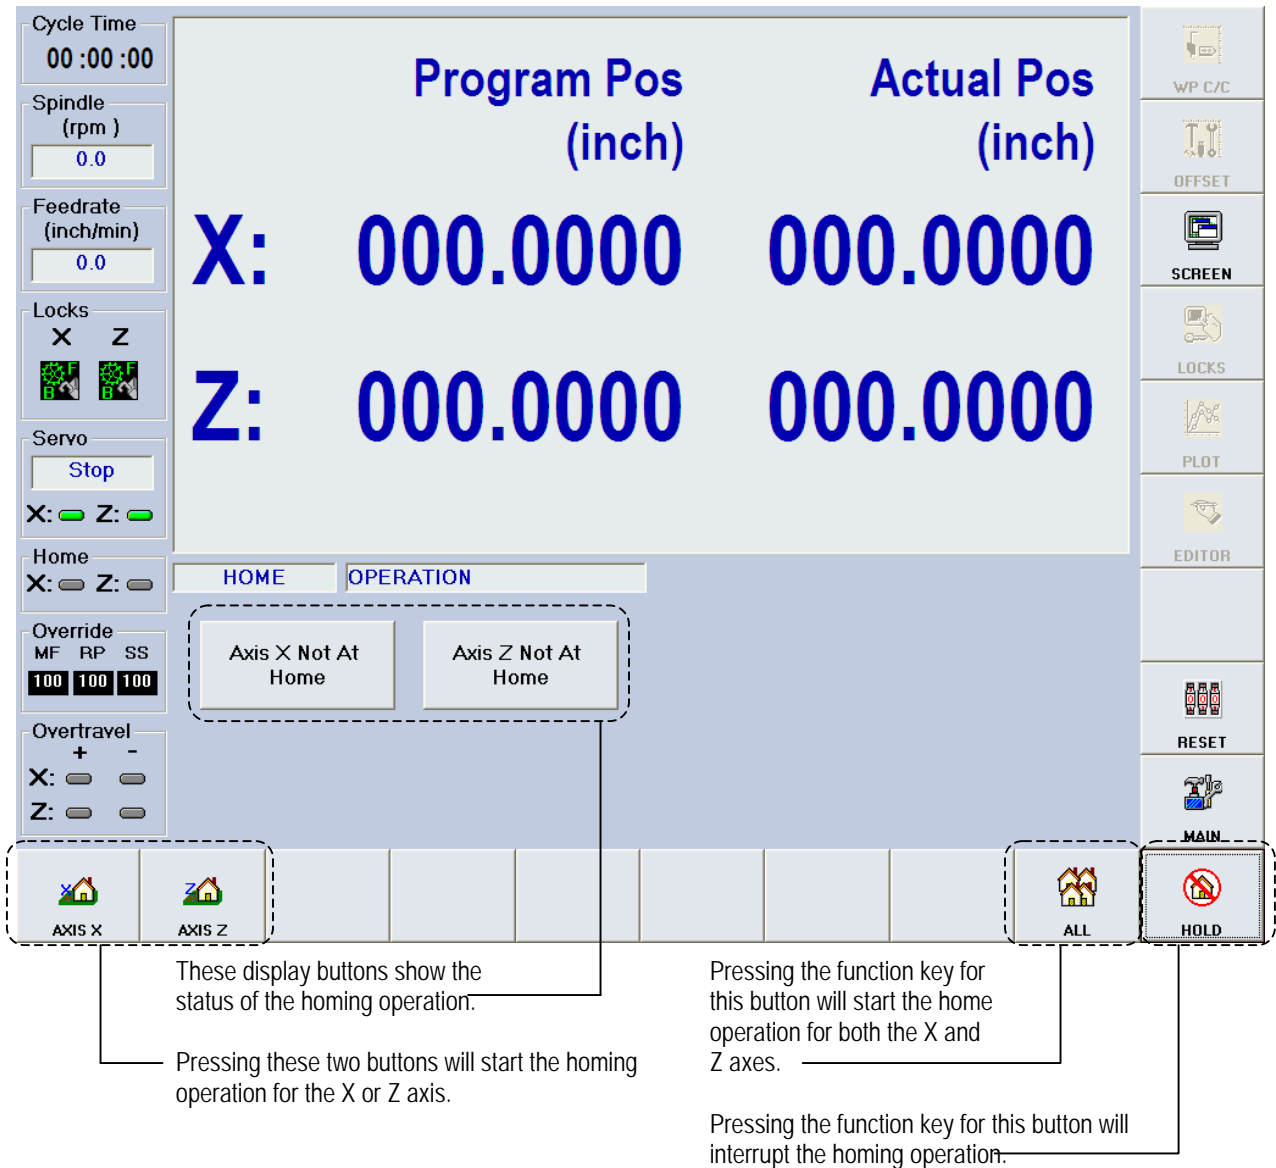 Cycle Time
00 :00 :00
Spindle
(rpm )
0.0
Feedrate
(inch/min)
0.0
Locks
X Z
F B F B
Servo
Stop
X: Z:
Home
X: Z:
Override
MF RP SS
100 100 100
Overtravel
+ -
X:
Z:
Program Pos Actual Pos
(inch) (inch)
X: 000.0000 000.0000
Z: 000.0000 000.0000
HOME OPERATION
Axis X Not At
Home
Axis Z Not At
Home
WP C/C
OFFSET
SCREEN
LOCKS
PLOT
EDITOR
RESET
MAIN
X
AXIS X
Z
AXIS Z
ALL
HOLD
These display buttons show the
status of the homing operation.
Pressing these two buttons will start the homing
operation for the X or Z axis.
Pressing the function key for
this button will start the home
operation for both the X and
Z axes.
Pressing the function key for this button will
interrupt the homing operation.